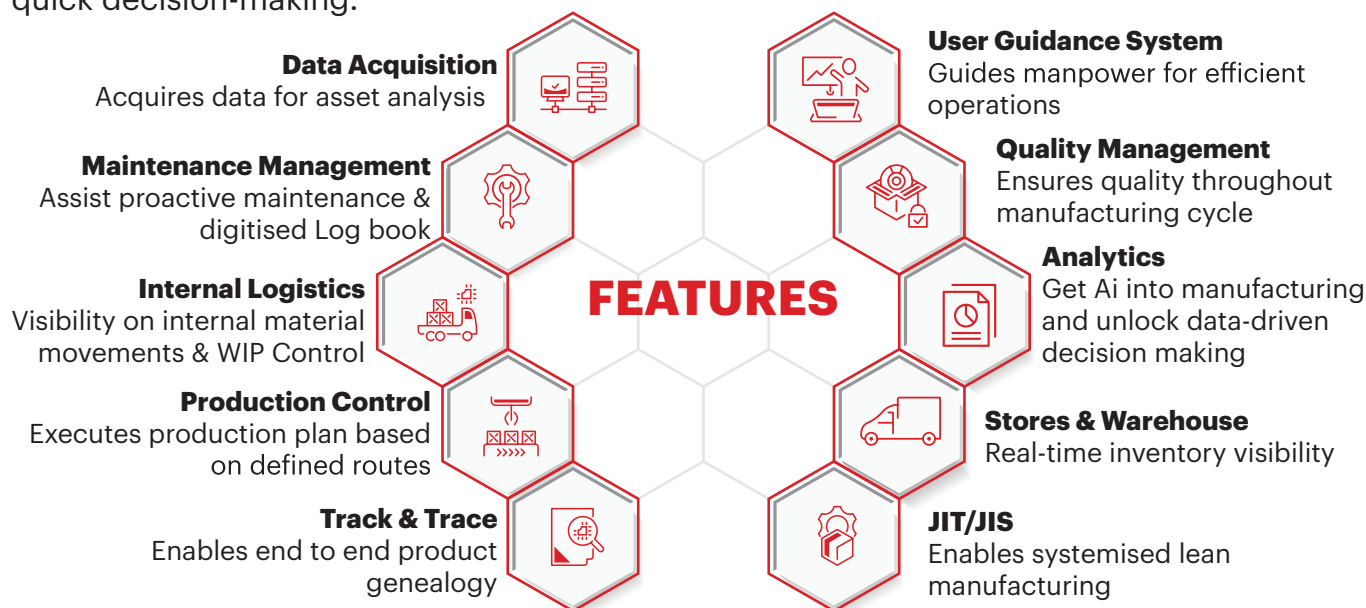 quick decision-making.
Data Acquisition
Acquires data for asset analysis
Maintenance Management
Assist proactive maintenance &
digitised Log book
Internal Logistics
Visibility on internal material
movements & WIP Control
Production Control
Executes production plan based
on defined routes
Track & Trace
Enables end to end product
genealogy
FEATURES
User Guidance System
Guides manpower for efficient
operations
Quality Management
Ensures quality throughout
manufacturing cycle
Analytics
Get Ai into manufacturing
and unlock data-driven
decision making
Stores & Warehouse
Real-time inventory visibility
JIT/JIS
Enables systemised lean
manufacturing